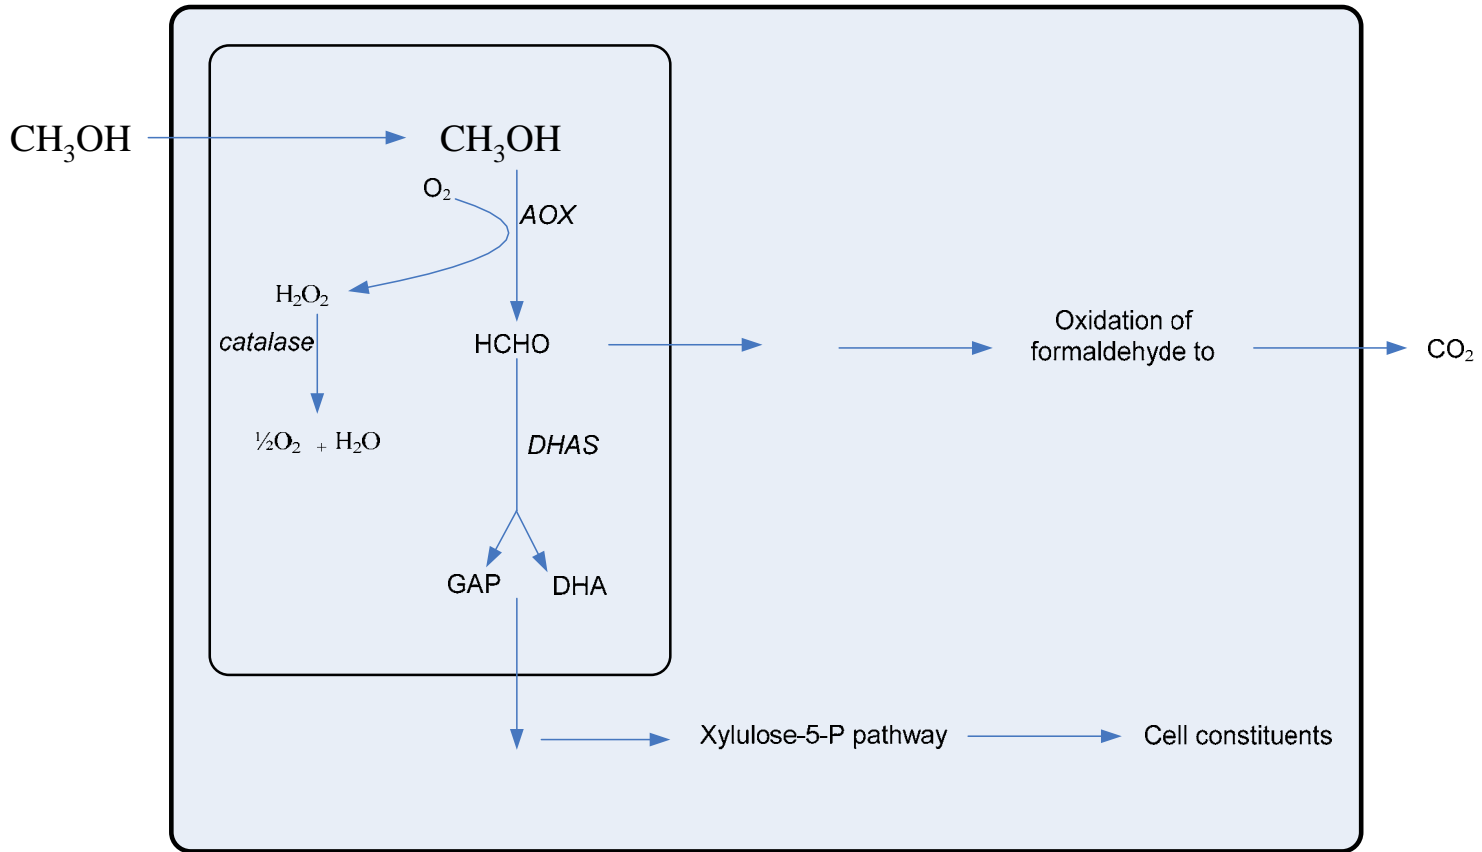 CH₃OH
CH₃OH
O₂
AOX
H₂O₂
catalase
HCHO
½O₂ + H₂O
DHAS
GAP
DHA
Oxidation of
formaldehyde to
CO₂
Xylulose-5-P pathway
Cell constituents